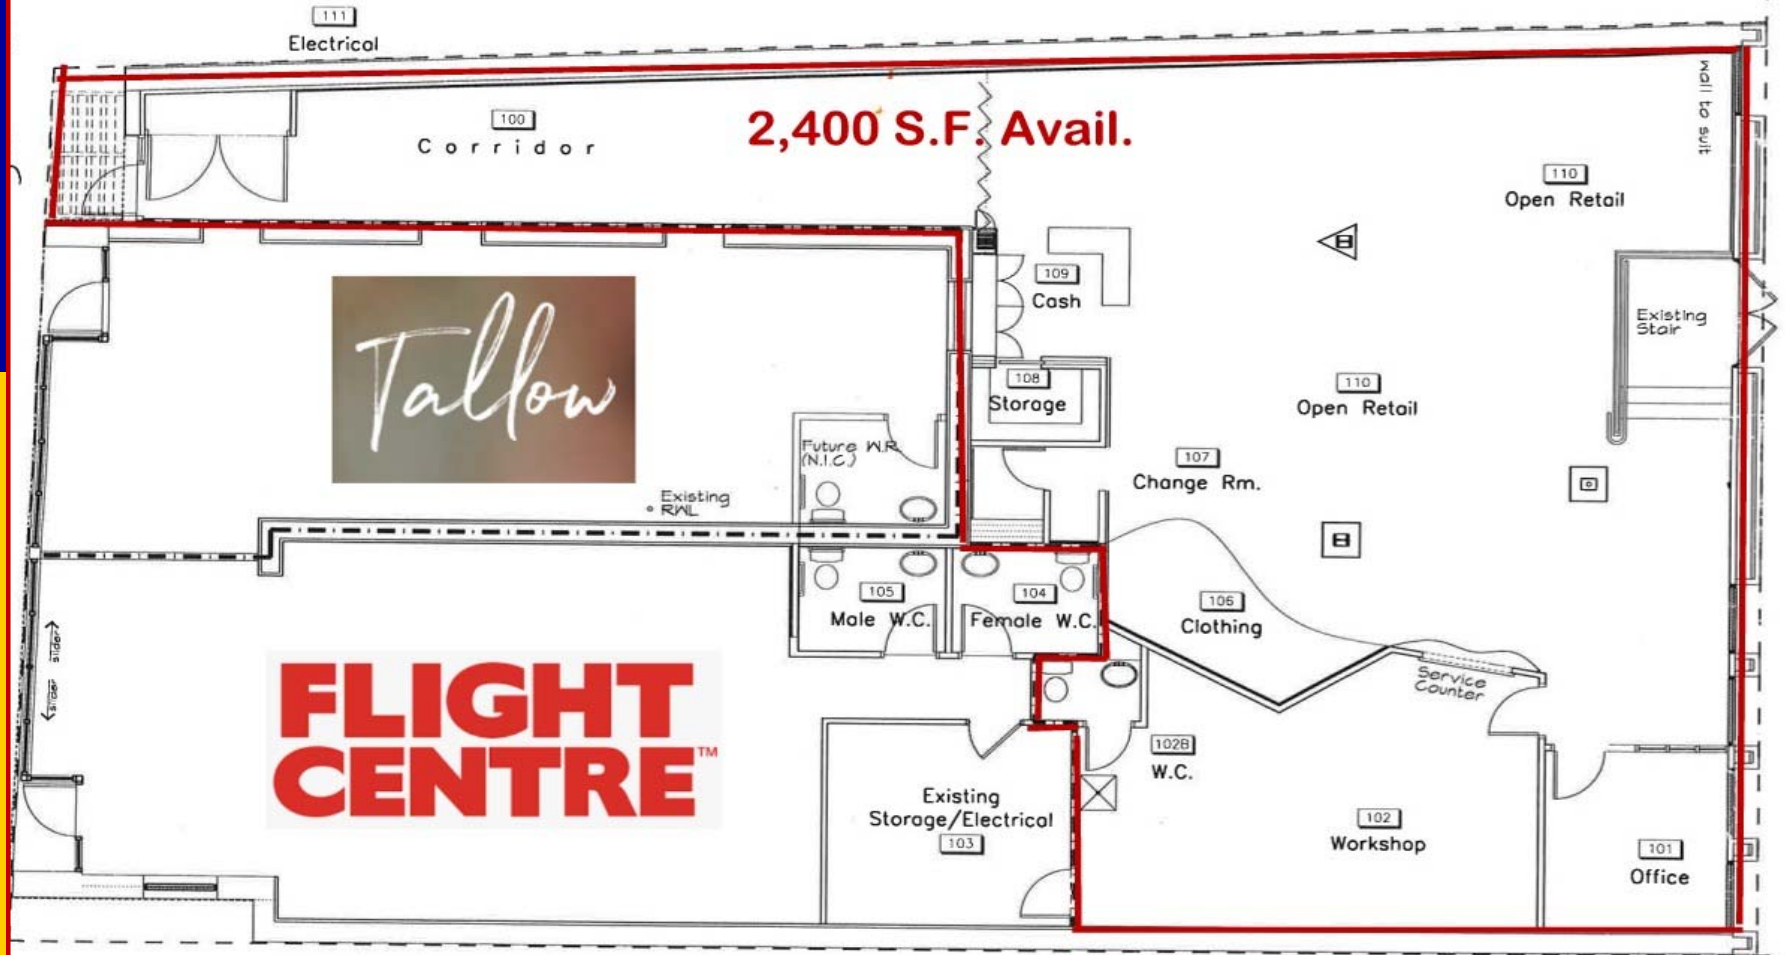 111
Electrical
100
Corridor
2,400 S.F. Avail.
wall to suit
110
Open Retail
109
Cash
Existing
Stair
Tallow
108
Storage
110
Open Retail
Future W.R.
(N.I.C.)
107
Change Rm.
Existing
RWL
105
Male W.C.
104
Female W.C.
106
Clothing
slider
slider
Service
Counter
FLIGHT
CENTRE™
102B
W.C.
Existing
Storage/Electrical
103
102
Workshop
101
Office